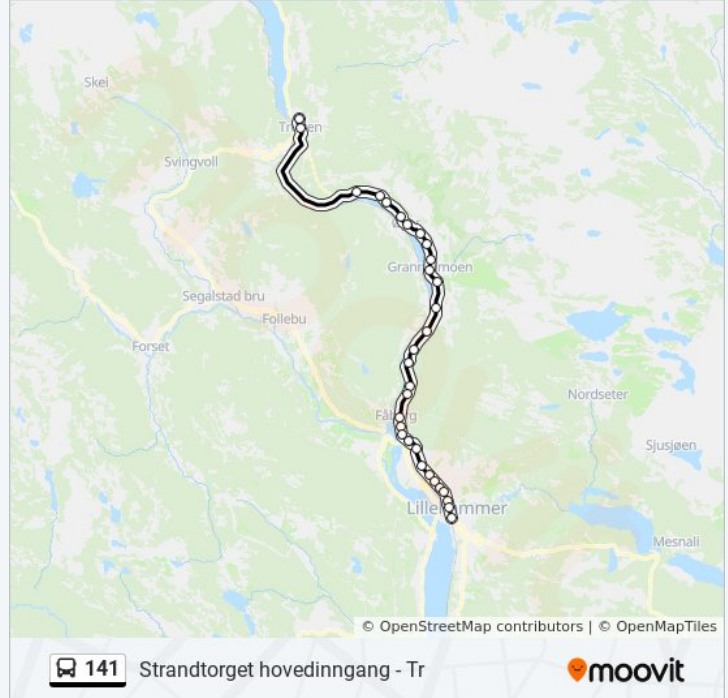 Skei
Svingvoll
Segalstad bru
Follebu
Forset
Nordseter
Sjusjøen
Mesnali
© OpenStreetMap contributors | © OpenMapTiles
141 Strandtorget hovedinngang - Tr
moovit